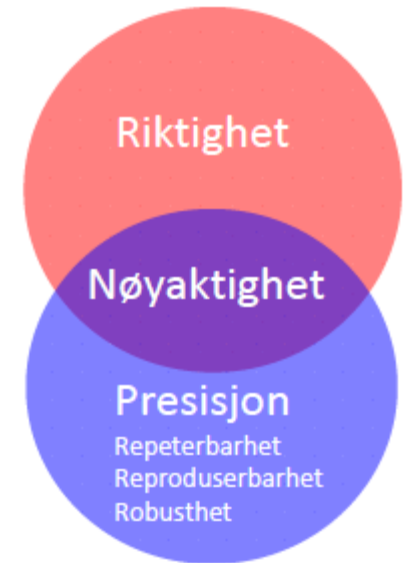 Riktighet
Nøyaktighet
Presisjon
Repeterbarhet
Reproduserbarhet
Robusthet